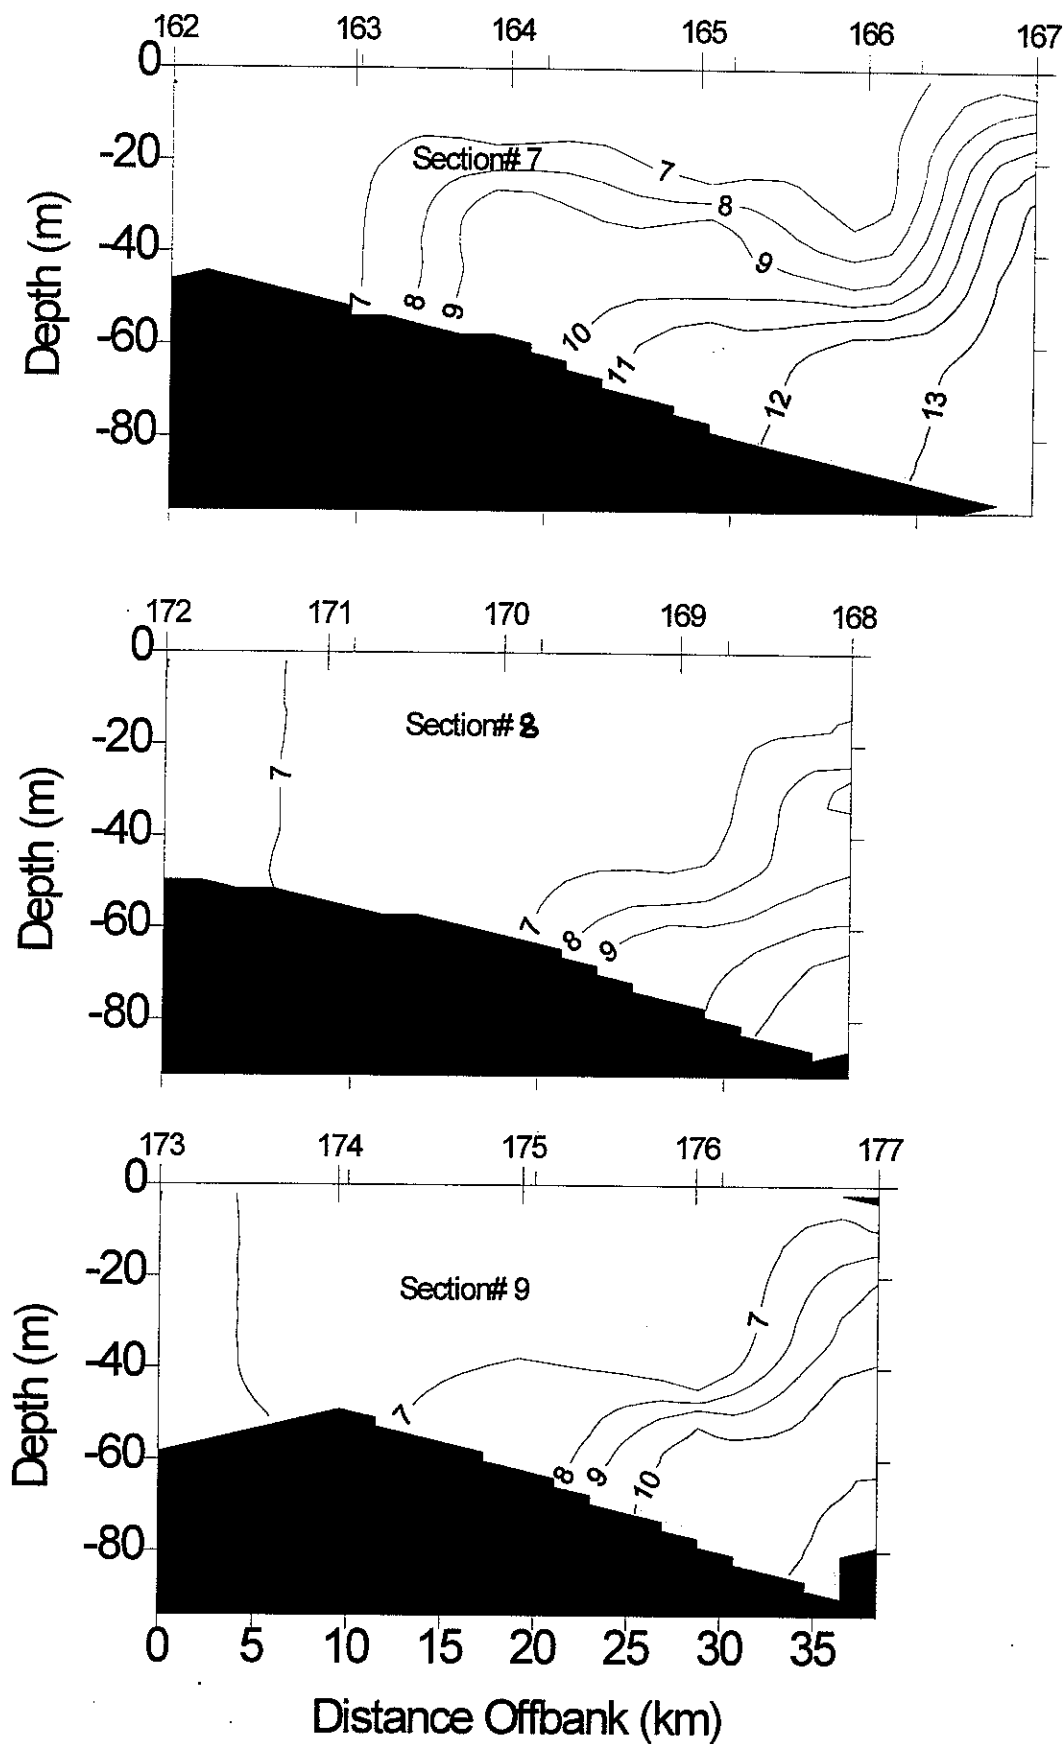 162 163 164 165 166 167
0
Section# 7
-20
7
8
-40
9
7 8 9
-60
10
11
12 13
-80
Depth (m)
172 171 170 169 168
0
Section# 8
-20
7
-40
-60
7 8 9
-80
Depth (m)
173 174 175 176 177
0
-20
Section# 9
7
-40
7
-60
8 9 10
-80
Depth (m)
0 5 10 15 20 25 30 35
Distance Offbank (km)